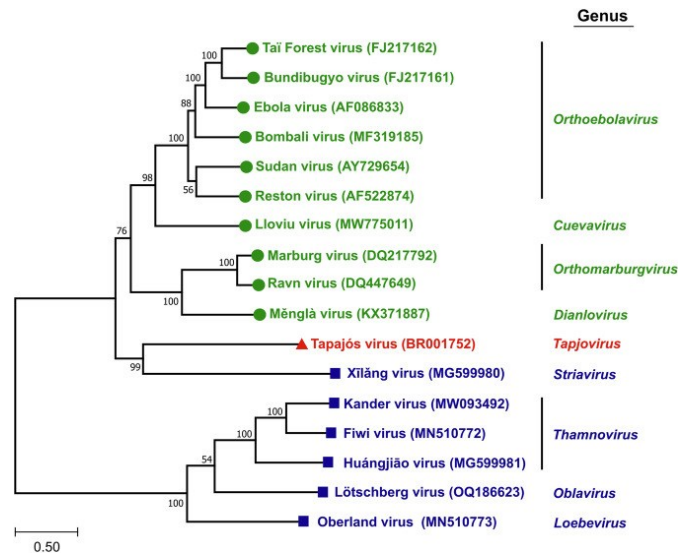 Genus
100 Taï Forest virus (FJ217162)
100 Bundibugyo virus (FJ217161)
88 Ebola virus (AF086833)
Orthoebolavirus
100 Bombali virus (MF319185)
Sudan virus (AY729654)
98 56 Reston virus (AF522874)
Lloviu virus (MW775011) Cuevavirus
76 Marburg virus (DQ217792)
100 Orthomarburgvirus
Ravn virus (DQ447649)
100 Měnglà virus (KX371887) Dianlovirus
Tapajós virus (BR001752) Tapjovirus
99 Xīlǎng virus (MG599980) Striavirus
100 Kander virus (MW093492)
100 Fiwi virus (MN510772) Thamnovirus
54 Huángjiāo virus (MG599981)
Lötschberg virus (OQ186623) Oblavirus
100 Oberland virus (MN510773) Loebevirus
0.50